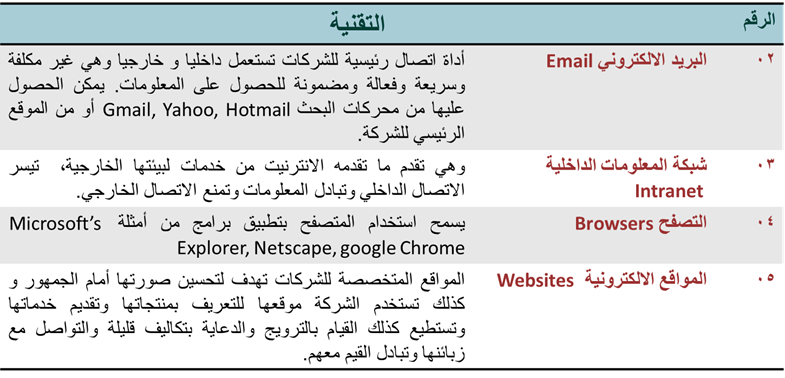 الرقم التقنية
٠٢ البريد الالكتروني Email أداة اتصال رئيسية للشركات تستعمل داخليا و خارجيا وهي غير مكلفة
وسريعة وفعالة ومضمونة للحصول على المعلومات. يمكن الحصول
عليها من محركات البحث Gmail, Yahoo, Hotmail أو من الموقع
الرئيسي للشركة.
٠٣ شبكة المعلومات الداخلية وهي تقدم ما تقدمه الانترنيت من خدمات لبيئتها الخارجية، تيسر
Intranet الاتصال الداخلي وتبادل المعلومات وتمنع الاتصال الخارجي.
٠٤ التصفح Browsers يسمح استخدام المتصفح بتطبيق برامج من أمثلة Microsoft’s
Explorer, Netscape, google Chrome
٠٥ المواقع الالكترونية Websites المواقع المتخصصة للشركات تهدف لتحسين صورتها أمام الجمهور و
كذلك تستخدم الشركة موقعها للتعريف بمنتجاتها وتقديم خدماتها
وتستطيع كذلك القيام بالترويج والدعاية بتكاليف قليلة والتواصل مع
زبائنها وتبادل القيم معهم.